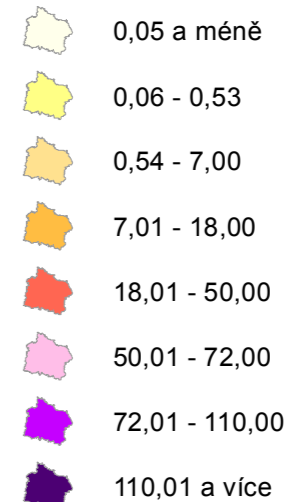 0,05 a méně
0,06 - 0,53
0,54 - 7,00
7,01 - 18,00
18,01 - 50,00
50,01 - 72,00
72,01 - 110,00
110,01 a více